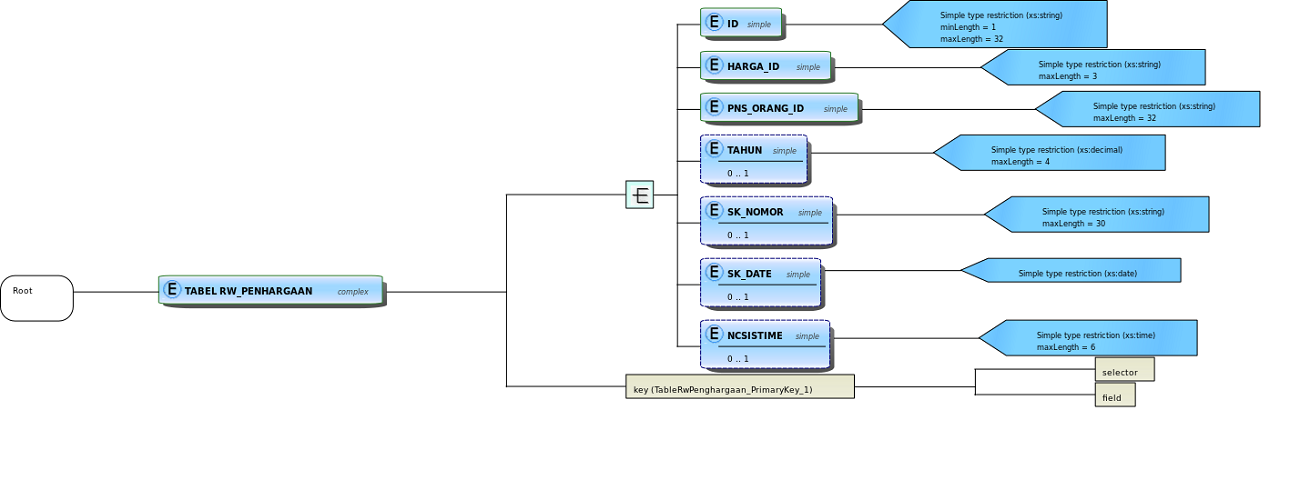 E ID simple
Simple type restriction (xs:string)
minLength = 1
maxLength = 32
E HARGA_ID simple
Simple type restriction (xs:string)
maxLength = 3
E PNS_ORANG_ID simple
Simple type restriction (xs:string)
maxLength = 32
E TAHUN simple
0 .. 1
Simple type restriction (xs:decimal)
maxLength = 4
E SK_NOMOR simple
0 .. 1
Simple type restriction (xs:string)
maxLength = 30
E SK_DATE simple
0 .. 1
Simple type restriction (xs:date)
Root
E TABEL RW_PENHARGAAN complex
E NCSISTIME simple
0 .. 1
Simple type restriction (xs:time)
maxLength = 6
key (TableRwPenghargaan_PrimaryKey_1)
selector
field